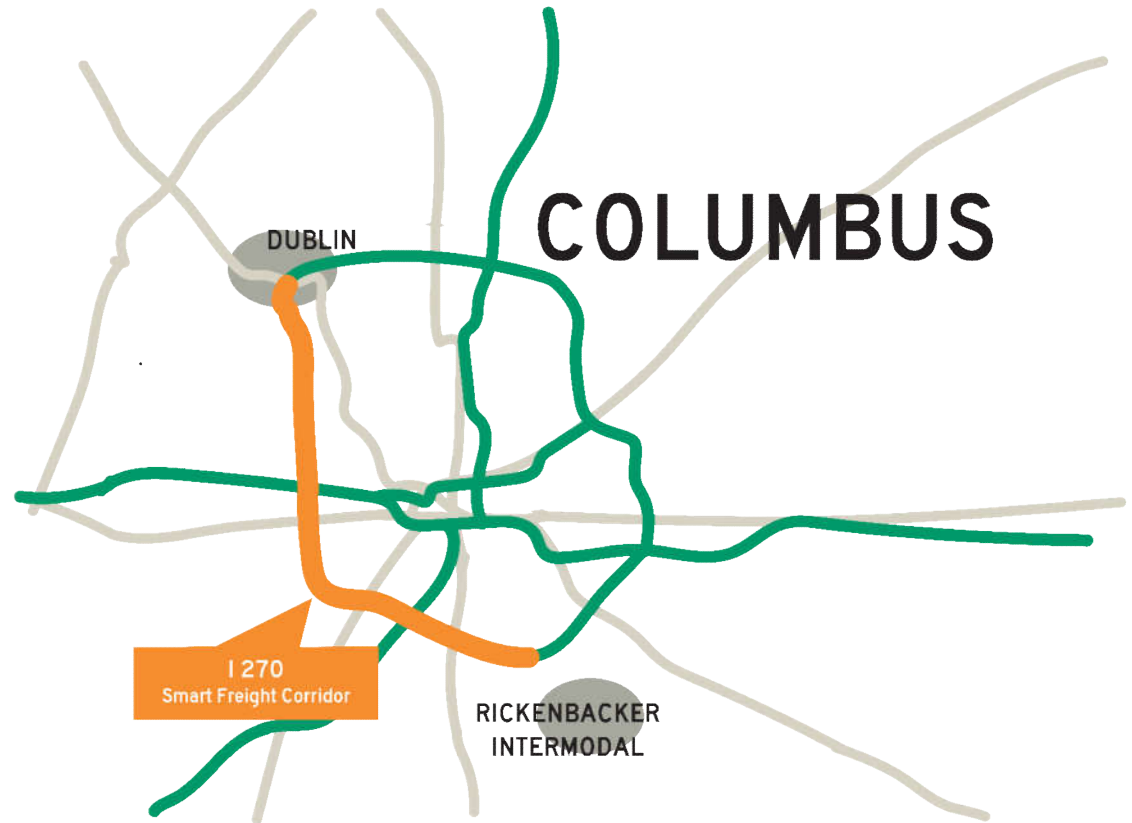 DUBLIN
COLUMBUS
I 270
Smart Freight Corridor
RICKENBACKER
INTERMODAL